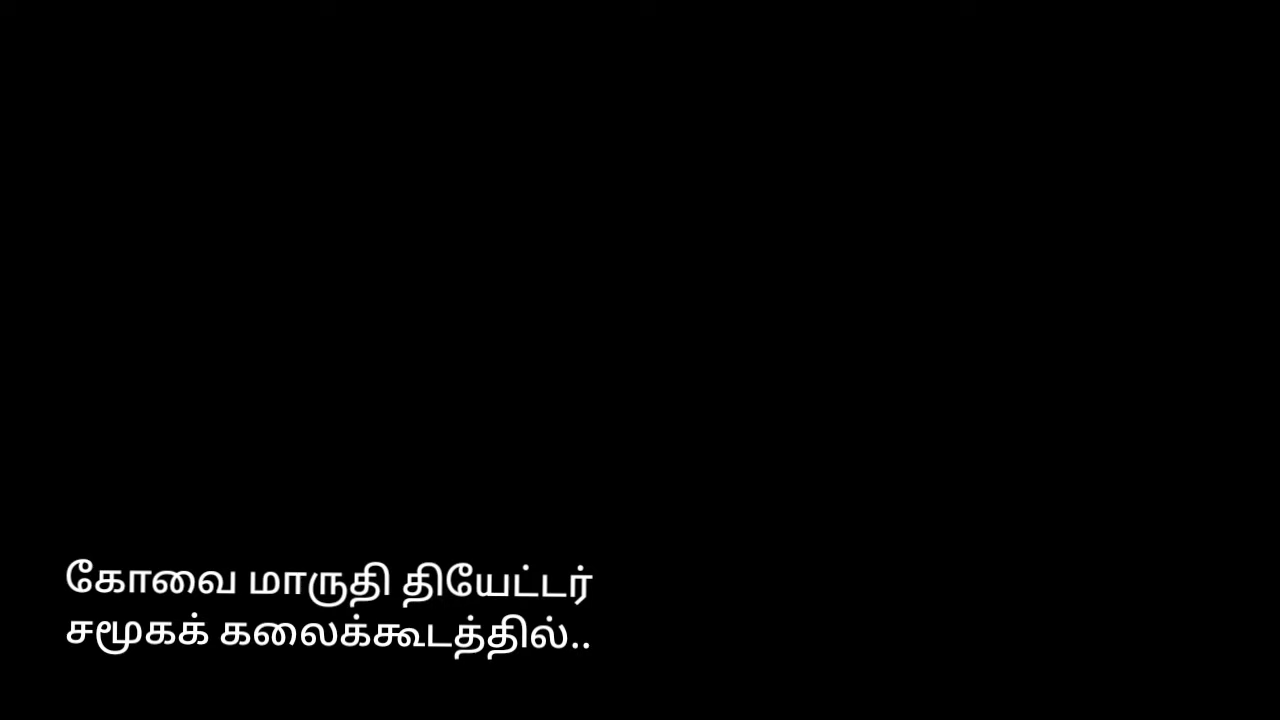 கோவை மாருதி தியேட்டர்
சமூகக் கலைக்கூடத்தில்..